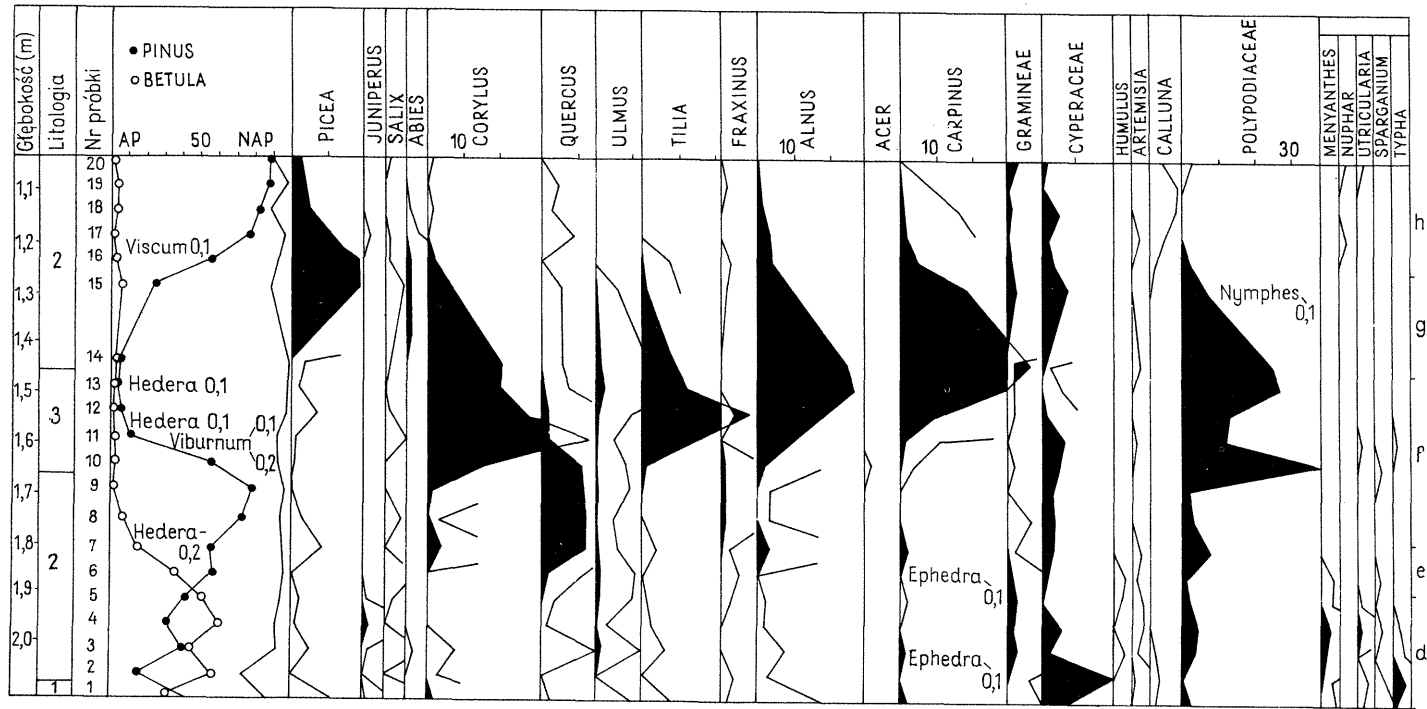 Głębokość (m)
Litologia
Nr próbki
PINUS
BETULA
AP 50 NAP
PICEA
JUNIPERUS
SALIX
ABIES
CORYLUS
10
QUERCUS
ULMUS
TILIA
FRAXINUS
ALNUS
10
ACER
CARPINUS
10
GRAMINEAE
CYPERACEAE
HUMULUS
ARTEMISIA
CALLUNA
POLYPODIACEAE
30
MENYANTHES
NUPHAR
UTRICULARIA
SPARGANIUM
TYPHA
1,1
1,2
1,3
1,4
1,5
1,6
1,7
1,8
1,9
2,0
2
3
2
1
20
19
18
17
16
15
14
13
12
11
10
9
8
7
6
5
4
3
2
1
Viscum 0,1
Hedera 0,1
Hedera 0,1
Viburnum 0,1
0,2
Hedera-
0,2
Ephedra
0,1
Ephedra
0,1
Nymphes
0,1
h
g
f
e
d